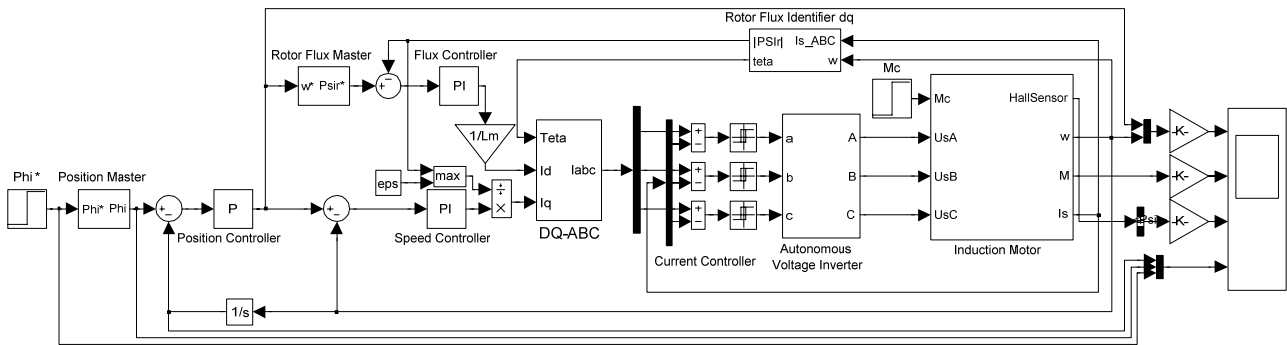 Rotor Flux Identifier dq
|PSIr| Is_ABC
teta w
Rotor Flux Master
w* Psir*
Flux Controller
PI
1/Lm
Mc
Mc HallSensor
UsA w
UsB M
UsC Is
Induction Motor
Teta
Id Iabc
Iq
DQ-ABC
eps
max
÷
×
PI
Speed Controller
Phi*
Position Master
Phi* Phi
P
Position Controller
1/s
+
−
+
−
+
−
Current Controller
a A
b B
c C
Autonomous
Voltage Inverter
-K-
-K-
-K-